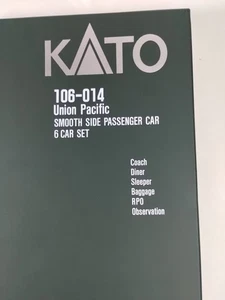 KATO
106-014
Union Pacific
SMOOTH SIDE PASSENGER CAR
6 CAR SET
Coach
Diner
Sleeper
Baggage
RPO
Observation